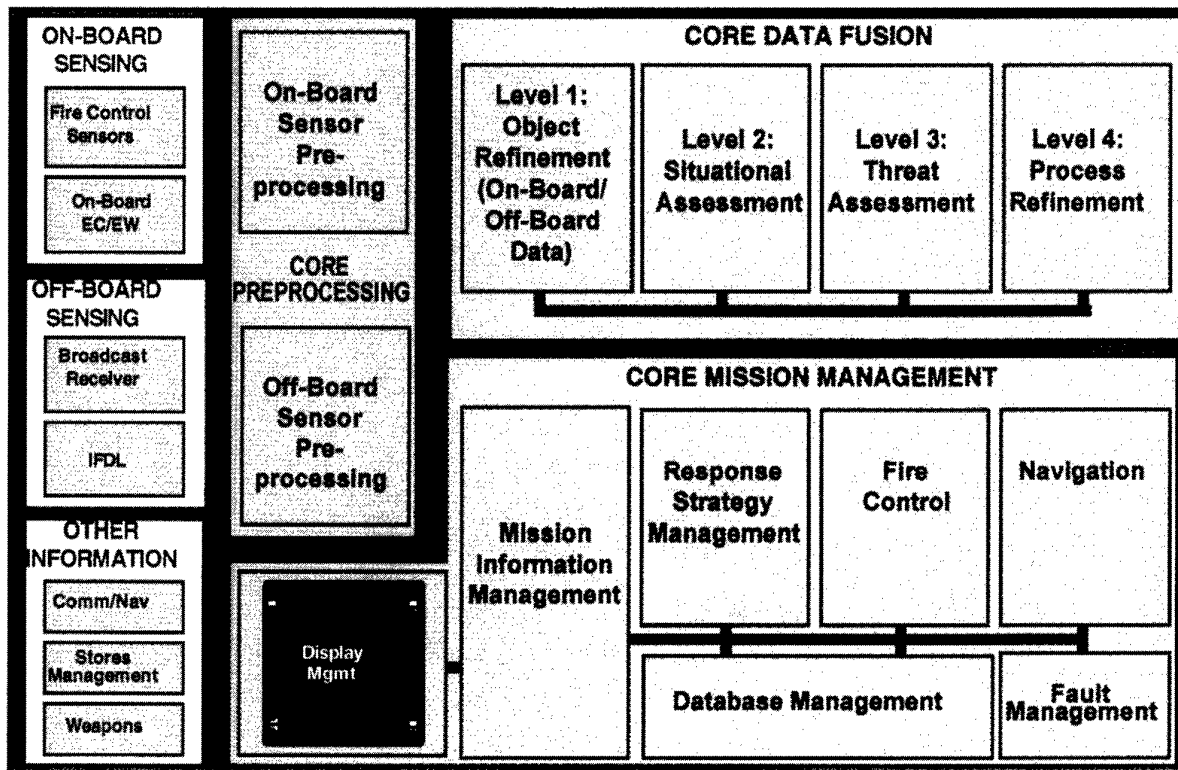 ON-BOARD
SENSING
Fire Control
Sensors
On-Board
EC/EW
OFF-BOARD
SENSING
Broadcast
Receiver
IFDL
OTHER
INFORMATION
Comm/Nav
Stores
Management
Weapons
On-Board
Sensor
Pre-
processing
CORE
PREPROCESSING
Off-Board
Sensor
Pre-
processing
Display
Mgmt
CORE DATA FUSION
Level 1:
Object
Refinement
(On-Board/
Off-Board
Data)
Level 2:
Situational
Assessment
Level 3:
Threat
Assessment
Level 4:
Process
Refinement
CORE MISSION MANAGEMENT
Mission
Information
Management
Response
Strategy
Management
Fire
Control
Navigation
Database Management
Fault
Management